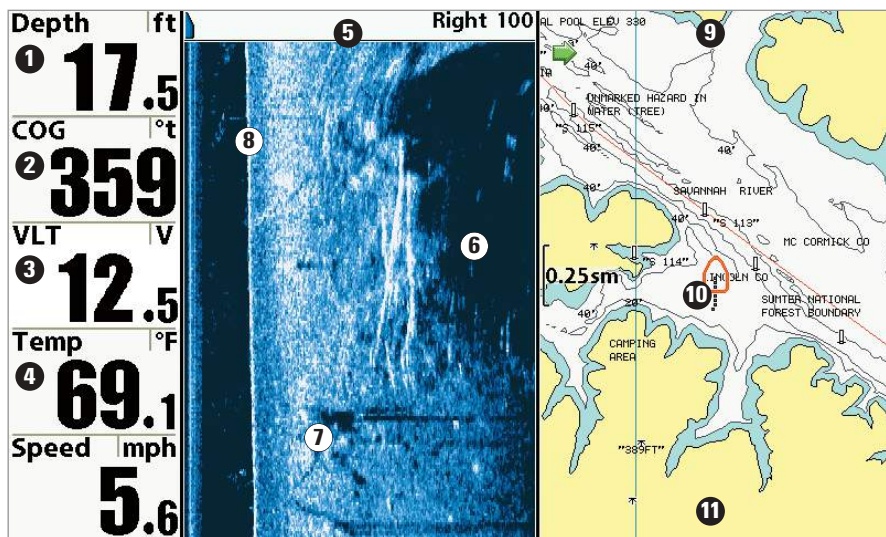 Depth ft
1 17.5
COG °t
2 359
VLT V
3 12.5
Temp °F
4 69.1
Speed mph
5.6
5 Right 100
8
6
7
9
AL POOL ELEV 330
40'
40'
UNMARKED HAZARD IN
WATER (TREE)
"S 115"
40'
40'
40'
SAVANNAH RIVER
40'
"S 113"
MC CORMICK CO
"S 114"
LINCOLN CO
0.25sm
10
SUMTER NATIONAL
FOREST BOUNDARY
40' 20'
CAMPING
AREA
"389FT"
11